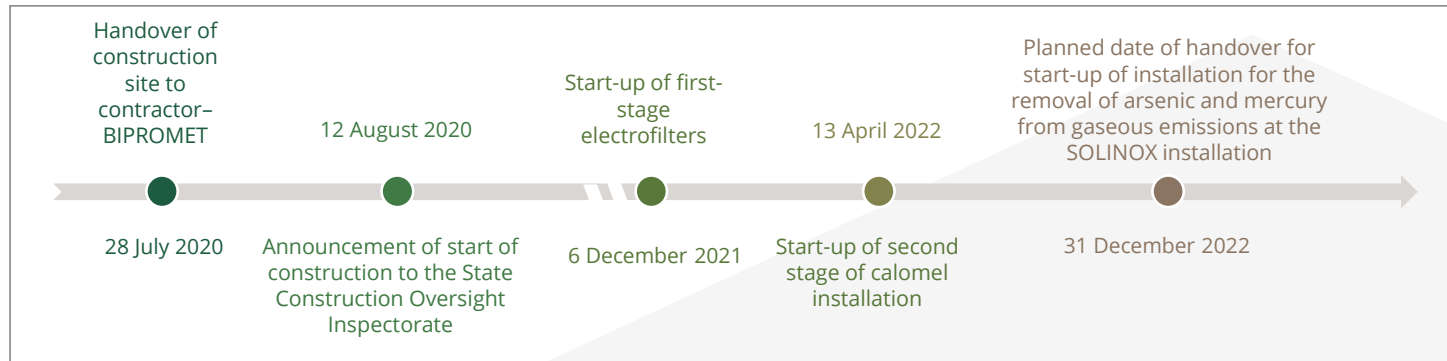 Handover of
construction
site to
contractor–
BIPROMET
28 July 2020
12 August 2020
Announcement of start of
construction to the State
Construction Oversight
Inspectorate
Start-up of first-
stage
electrofilters
6 December 2021
13 April 2022
Start-up of second
stage of calomel
installation
Planned date of handover for
start-up of installation for the
removal of arsenic and mercury
from gaseous emissions at the
SOLINOX installation
31 December 2022